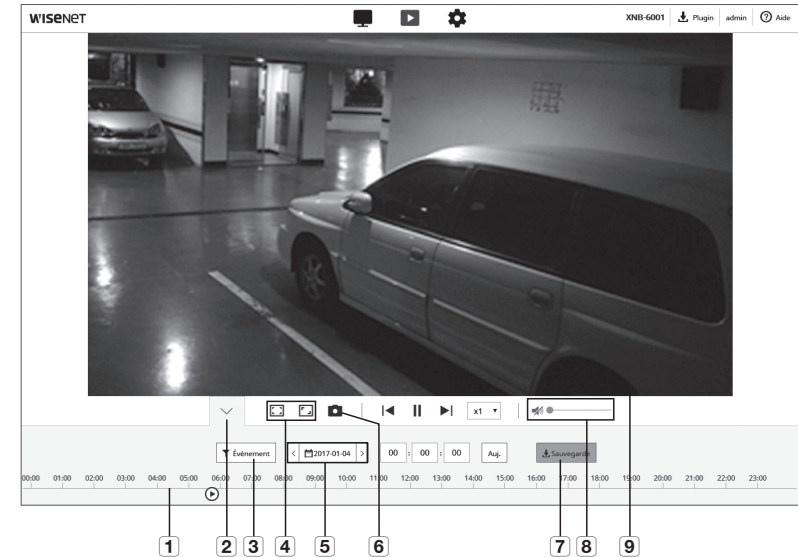 WISENET XNB-6001 Plugin admin Aide
x1
Événement 2017-01-04 00 : 00 : 00 Auj. Sauvegarde
00:00 01:00 02:00 03:00 04:00 05:00 06:00 07:00 08:00 09:00 10:00 11:00 12:00 13:00 14:00 15:00 16:00 17:00 18:00 19:00 20:00 21:00 22:00 23:00
1 2 3 4 5 6 7 8 9